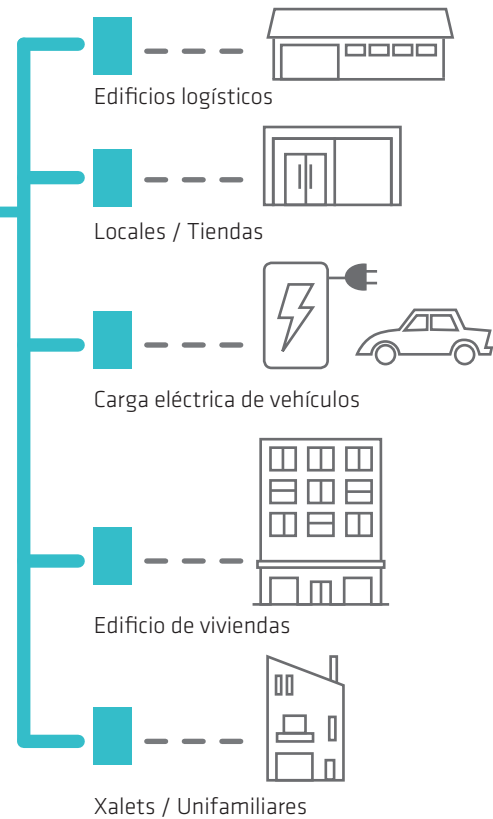 Edificios logísticos
Locales / Tiendas
Carga eléctrica de vehículos
Edificio de viviendas
Xalets / Unifamiliares